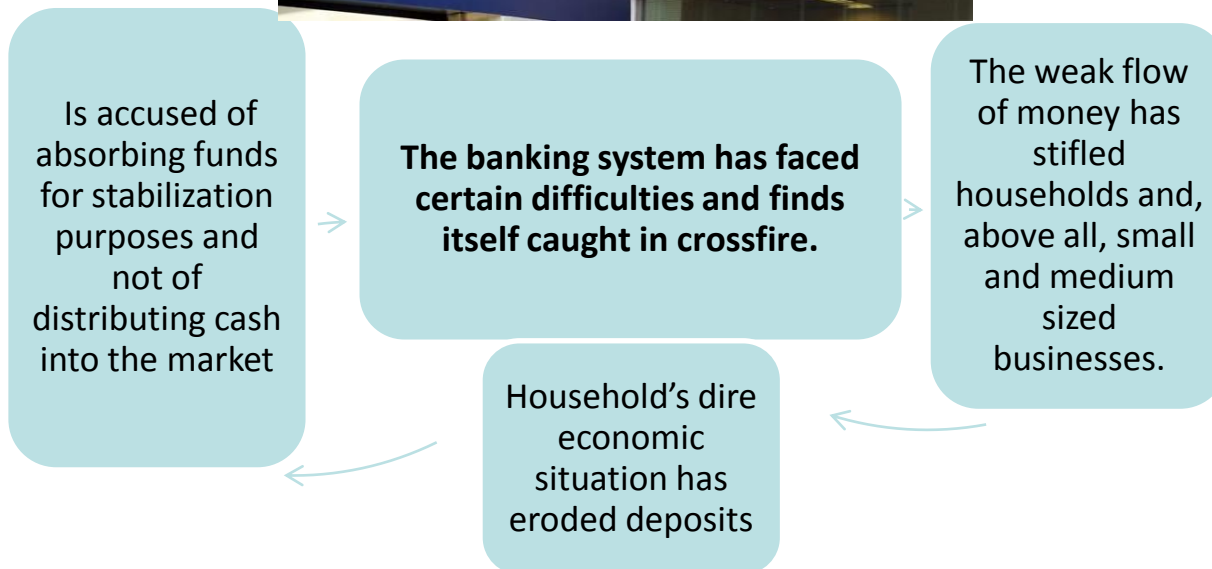 Is accused of
absorbing funds
for stabilization
purposes and
not of
distributing cash
into the market
The banking system has faced
certain difficulties and finds
itself caught in crossfire.
The weak flow
of money has
stifled
households and,
above all, small
and medium
sized
businesses.
Household’s dire
economic
situation has
eroded deposits